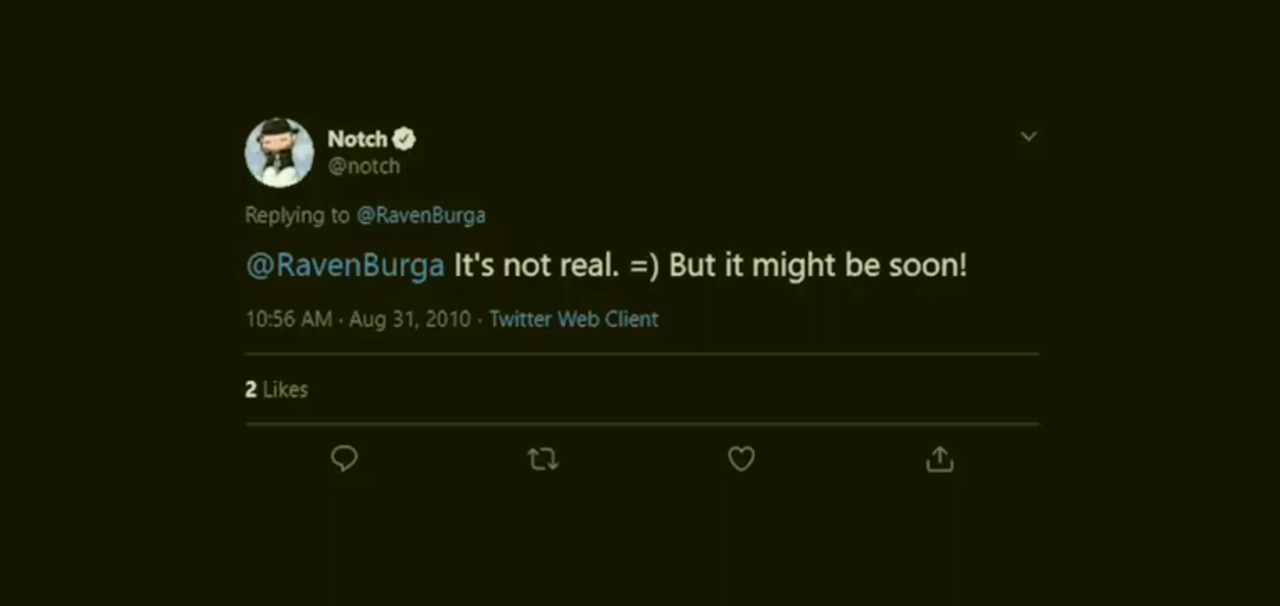 Notch
@notch
Replying to @RavenBurga
@RavenBurga It's not real. =) But it might be soon!
10:56 AM · Aug 31, 2010 · Twitter Web Client
2 Likes